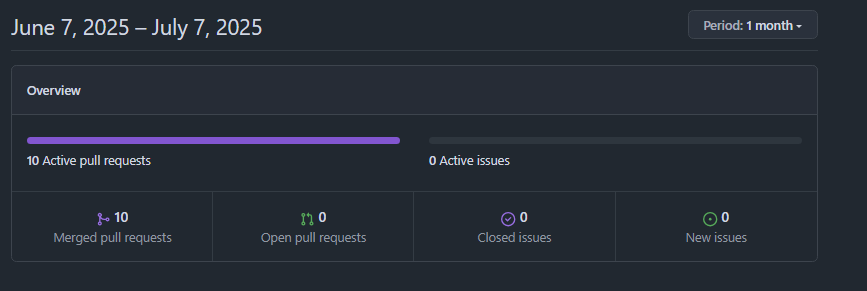 June 7, 2025 – July 7, 2025
Period: 1 month
Overview
10 Active pull requests
0 Active issues
10
Merged pull requests
0
Open pull requests
0
Closed issues
0
New issues